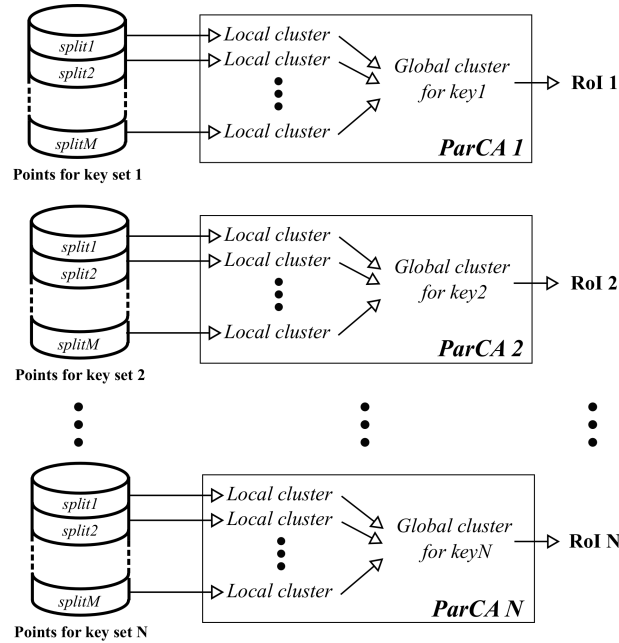 split1
split2
splitM
Points for key set 1
Local cluster
Local cluster
Local cluster
Global cluster
for key1
ParCA 1
RoI 1
split1
split2
splitM
Points for key set 2
Local cluster
Local cluster
Local cluster
Global cluster
for key2
ParCA 2
RoI 2
split1
split2
splitM
Points for key set N
Local cluster
Local cluster
Local cluster
Global cluster
for keyN
ParCA N
RoI N